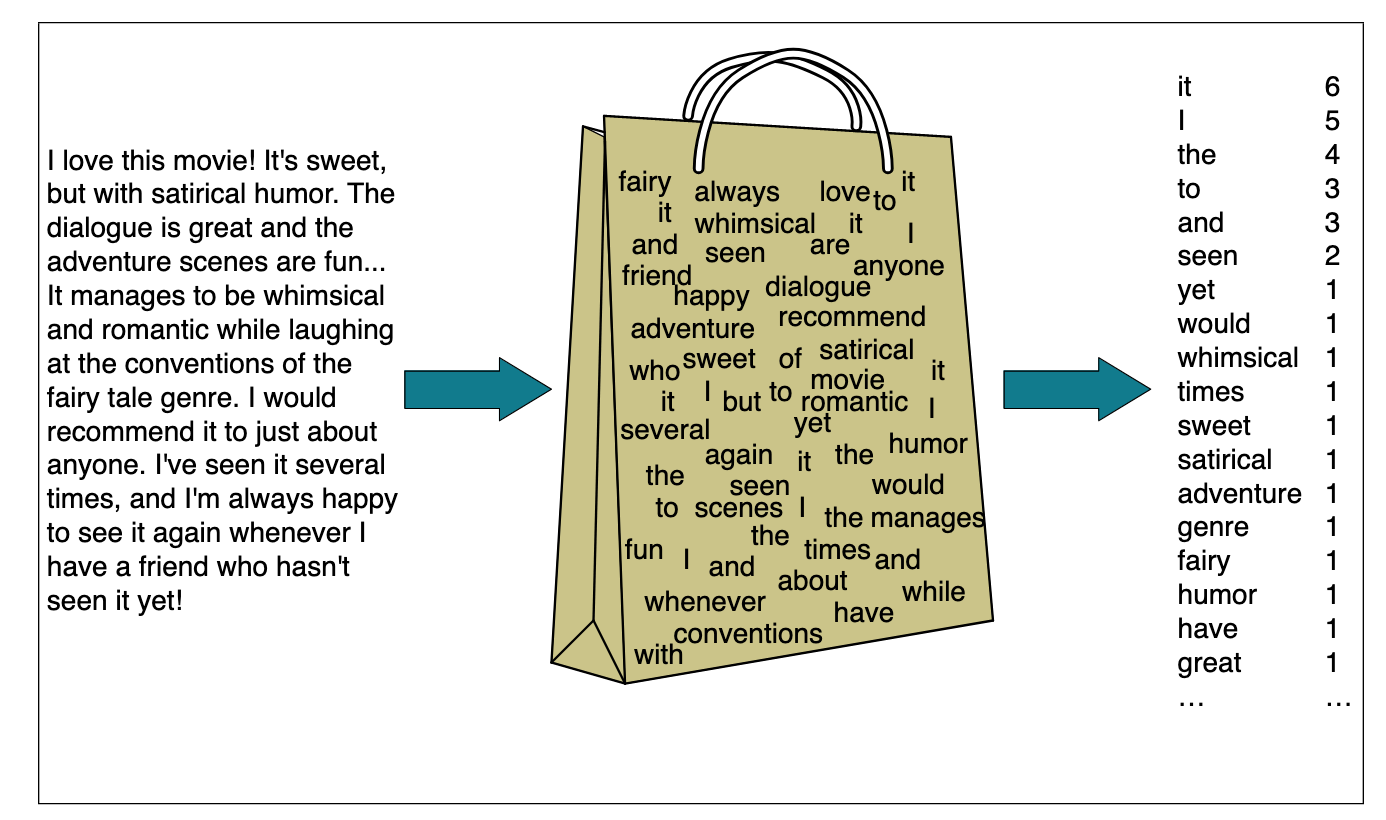 I love this movie! It's sweet,
but with satirical humor. The
dialogue is great and the
adventure scenes are fun...
It manages to be whimsical
and romantic while laughing
at the conventions of the
fairy tale genre. I would
recommend it to just about
anyone. I've seen it several
times, and I'm always happy
to see it again whenever I
have a friend who hasn't
seen it yet!
fairy always love to it
it whimsical it I
and seen are anyone
friend happy dialogue
adventure recommend
who sweet of satirical it
it I but to movie romantic I
several yet
again it the humor
the seen would
to scenes I the manages
fun I and the times and
whenever about while
have
conventions
with
it 6
I 5
the 4
to 3
and 3
seen 2
yet 1
would 1
whimsical 1
times 1
sweet 1
satirical 1
adventure 1
genre 1
fairy 1
humor 1
have 1
great 1
… …